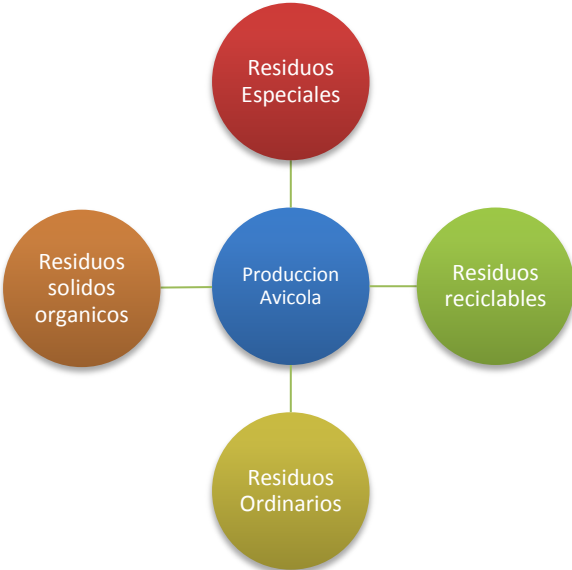 Residuos
Especiales
Residuos
solidos
organicos
Produccion
Avicola
Residuos
reciclables
Residuos
Ordinarios